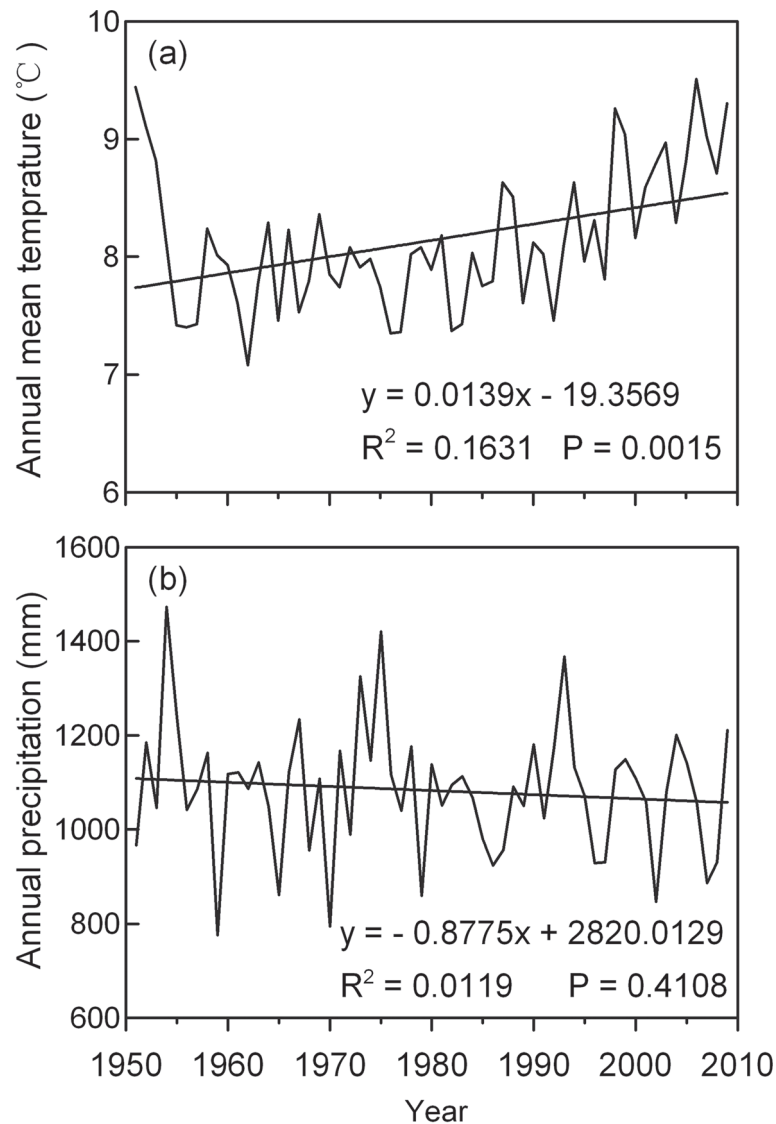 (a)
Annual mean temprature (℃)
10
9
8
7
6
y = 0.0139x - 19.3569
R² = 0.1631 P = 0.0015
(b)
Annual precipitation (mm)
1600
1400
1200
1000
800
600
y = - 0.8775x + 2820.0129
R² = 0.0119 P = 0.4108
1950 1960 1970 1980 1990 2000 2010
Year